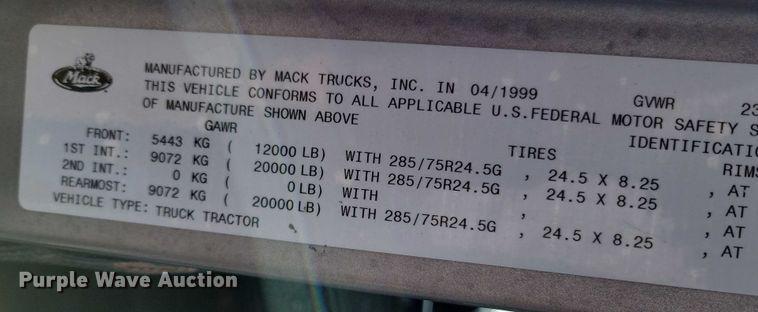 Mack
MANUFACTURED BY MACK TRUCKS, INC. IN 04/1999 GVWR
THIS VEHICLE CONFORMS TO ALL APPLICABLE U.S.FEDERAL MOTOR SAFETY
OF MANUFACTURE SHOWN ABOVE IDENTIFICATIO
GAWR TIRES RIMS
FRONT: 5443 KG ( 12000 LB) WITH 285/75R24.5G , 24.5 X 8.25 , AT
1ST INT.: 9072 KG ( 20000 LB) WITH 285/75R24.5G , 24.5 X 8.25 , AT
2ND INT.: 0 KG ( 0 LB) WITH , , AT
REARMOST: 9072 KG ( 20000 LB) WITH 285/75R24.5G , 24.5 X 8.25 , AT
VEHICLE TYPE: TRUCK TRACTOR
Purple Wave Auction